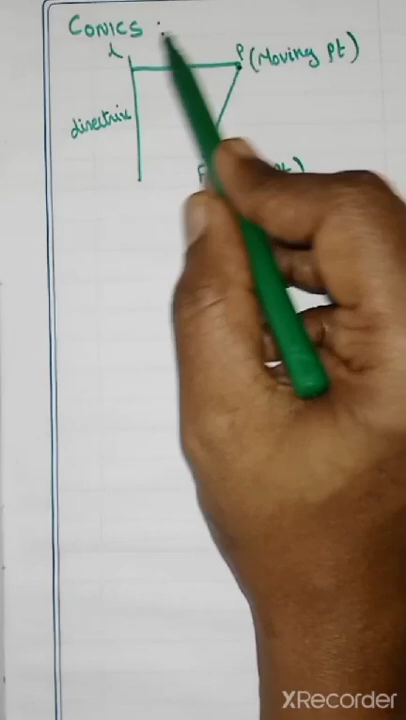 CONICS :
l
P (Moving pt)
directrix
XRecorder